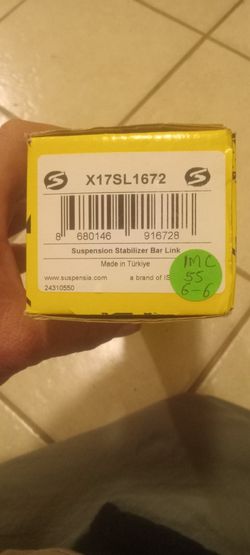 X17SL1672
8 680146 916728
Suspension Stabilizer Bar Link
Made in Türkiye
www.suspensia.com a brand of
24310550
IMC
55
6-6